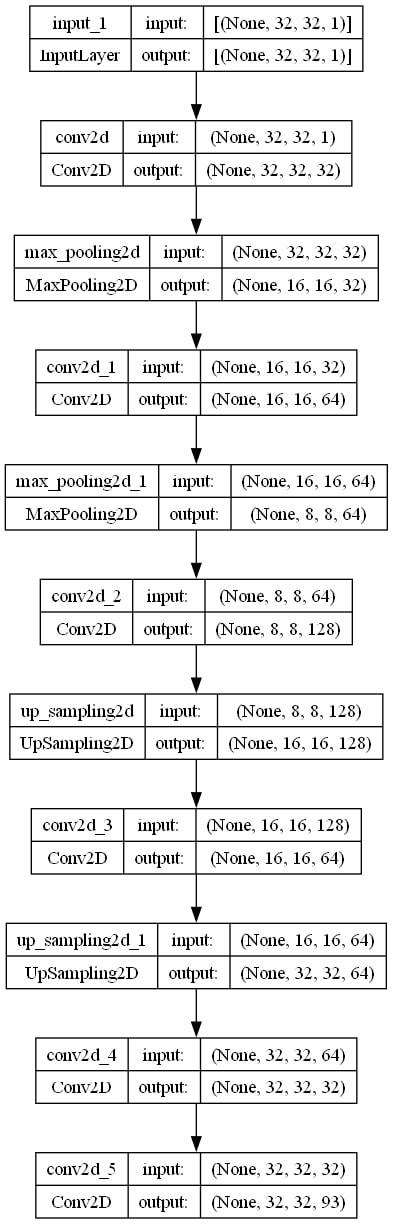 input_1 input: [(None, 32, 32, 1)]
InputLayer output: [(None, 32, 32, 1)]
conv2d input: (None, 32, 32, 1)
Conv2D output: (None, 32, 32, 32)
max_pooling2d input: (None, 32, 32, 32)
MaxPooling2D output: (None, 16, 16, 32)
conv2d_1 input: (None, 16, 16, 32)
Conv2D output: (None, 16, 16, 64)
max_pooling2d_1 input: (None, 16, 16, 64)
MaxPooling2D output: (None, 8, 8, 64)
conv2d_2 input: (None, 8, 8, 64)
Conv2D output: (None, 8, 8, 128)
up_sampling2d input: (None, 8, 8, 128)
UpSampling2D output: (None, 16, 16, 128)
conv2d_3 input: (None, 16, 16, 128)
Conv2D output: (None, 16, 16, 64)
up_sampling2d_1 input: (None, 16, 16, 64)
UpSampling2D output: (None, 32, 32, 64)
conv2d_4 input: (None, 32, 32, 64)
Conv2D output: (None, 32, 32, 32)
conv2d_5 input: (None, 32, 32, 32)
Conv2D output: (None, 32, 32, 93)